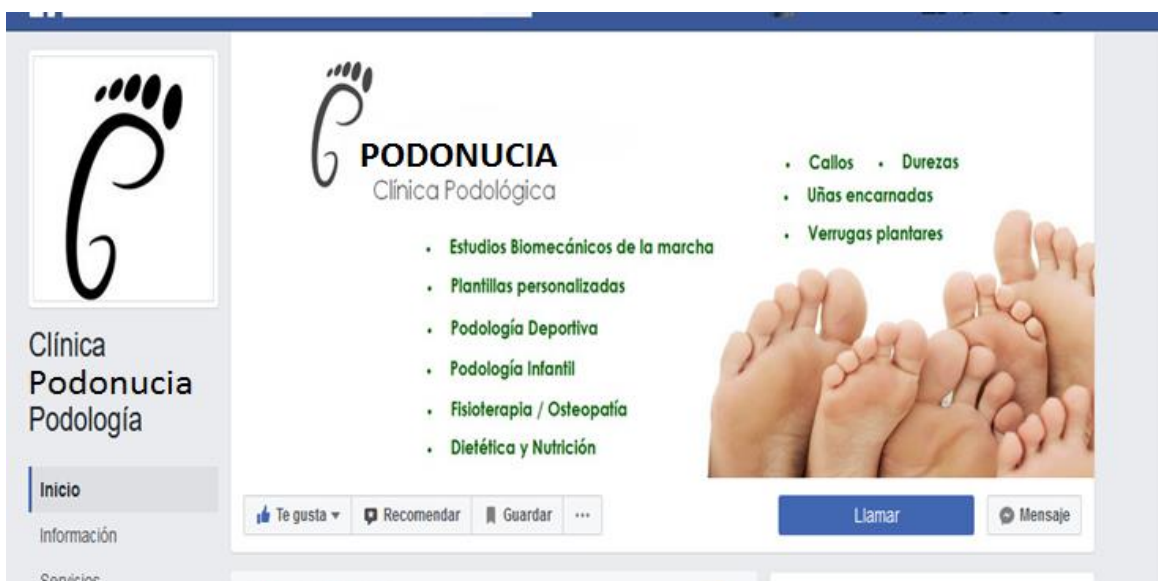 PODONUCIA
Clínica Podológica
• Callos • Durezas
• Uñas encarnadas
• Verrugas plantares
• Estudios Biomecánicos de la marcha
• Plantillas personalizadas
• Podología Deportiva
• Podología Infantil
• Fisioterapia / Osteopatía
• Dietética y Nutrición
Clínica
Podonucia
Podología
Inicio
Información
Servicios
Te gusta
Recomendar
Guardar
Llamar
Mensaje